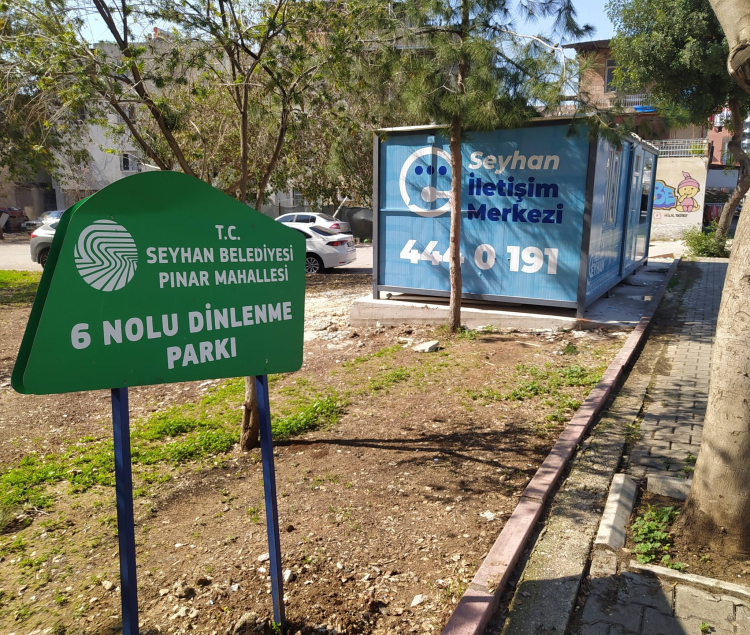 T.C.
SEYHAN BELEDİYESİ
PINAR MAHALLESİ
6 NOLU DİNLENME
PARKI
Seyhan
İletişim
Merkezi
444 0 191